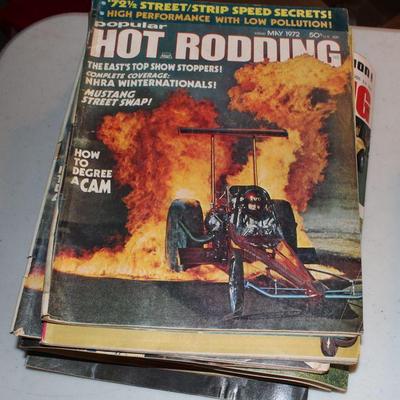 '72½ STREET/STRIP SPEED SECRETS!
HIGH PERFORMANCE WITH LOW POLLUTION!
popular
HOT RODDING
MAY 1972 50¢
THE EAST'S TOP SHOW STOPPERS!
COMPLETE COVERAGE:
NHRA WINTERNATIONALS!
MUSTANG
STREET SWAP!
HOW
TO
DEGREE
A CAM